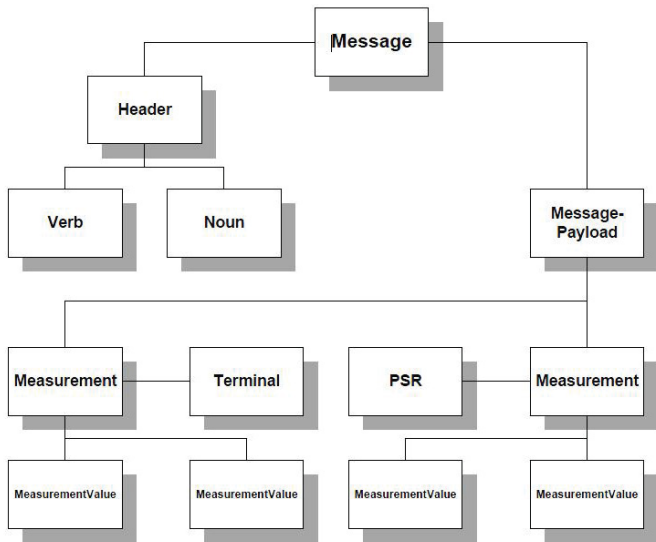 Message
Header
Verb
Noun
Message-
Payload
Measurement
Terminal
PSR
Measurement
MeasurementValue
MeasurementValue
MeasurementValue
MeasurementValue